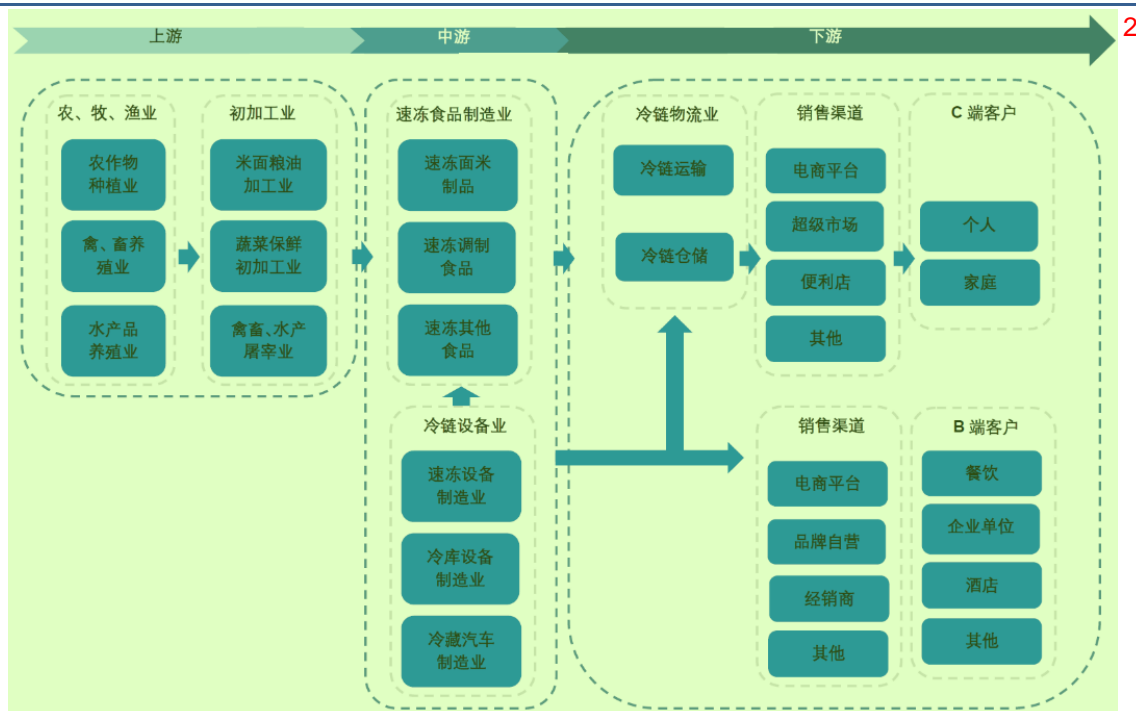 2
上游
中游
下游
农、牧、渔业
农作物
种植业
禽、畜养
殖业
水产品
养殖业
初加工业
米面粮油
加工业
蔬菜保鲜
初加工业
禽畜、水产
屠宰业
速冻食品制造业
速冻面米
制品
速冻调制
食品
速冻其他
食品
冷链设备业
速冻设备
制造业
冷库设备
制造业
冷藏汽车
制造业
冷链物流业
冷链运输
冷链仓储
销售渠道
电商平台
超级市场
便利店
其他
C 端客户
个人
家庭
销售渠道
电商平台
品牌自营
经销商
其他
B 端客户
餐饮
企业单位
酒店
其他